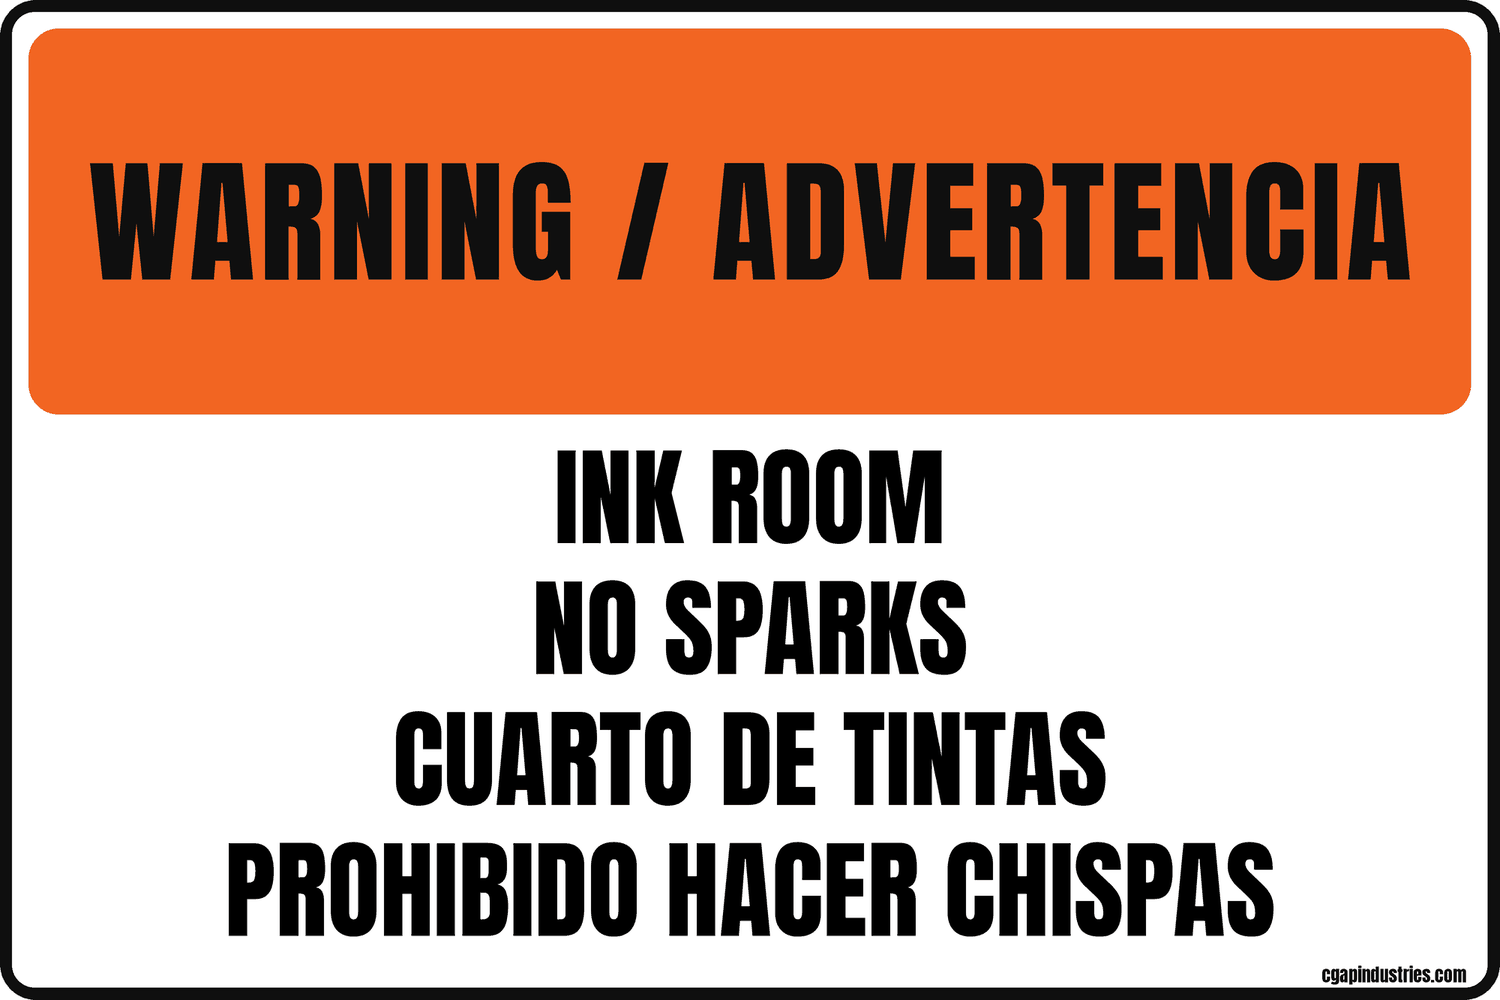 WARNING / ADVERTENCIA
INK ROOM
NO SPARKS
CUARTO DE TINTAS
PROHIBIDO HACER CHISPAS
cgapindustries.com